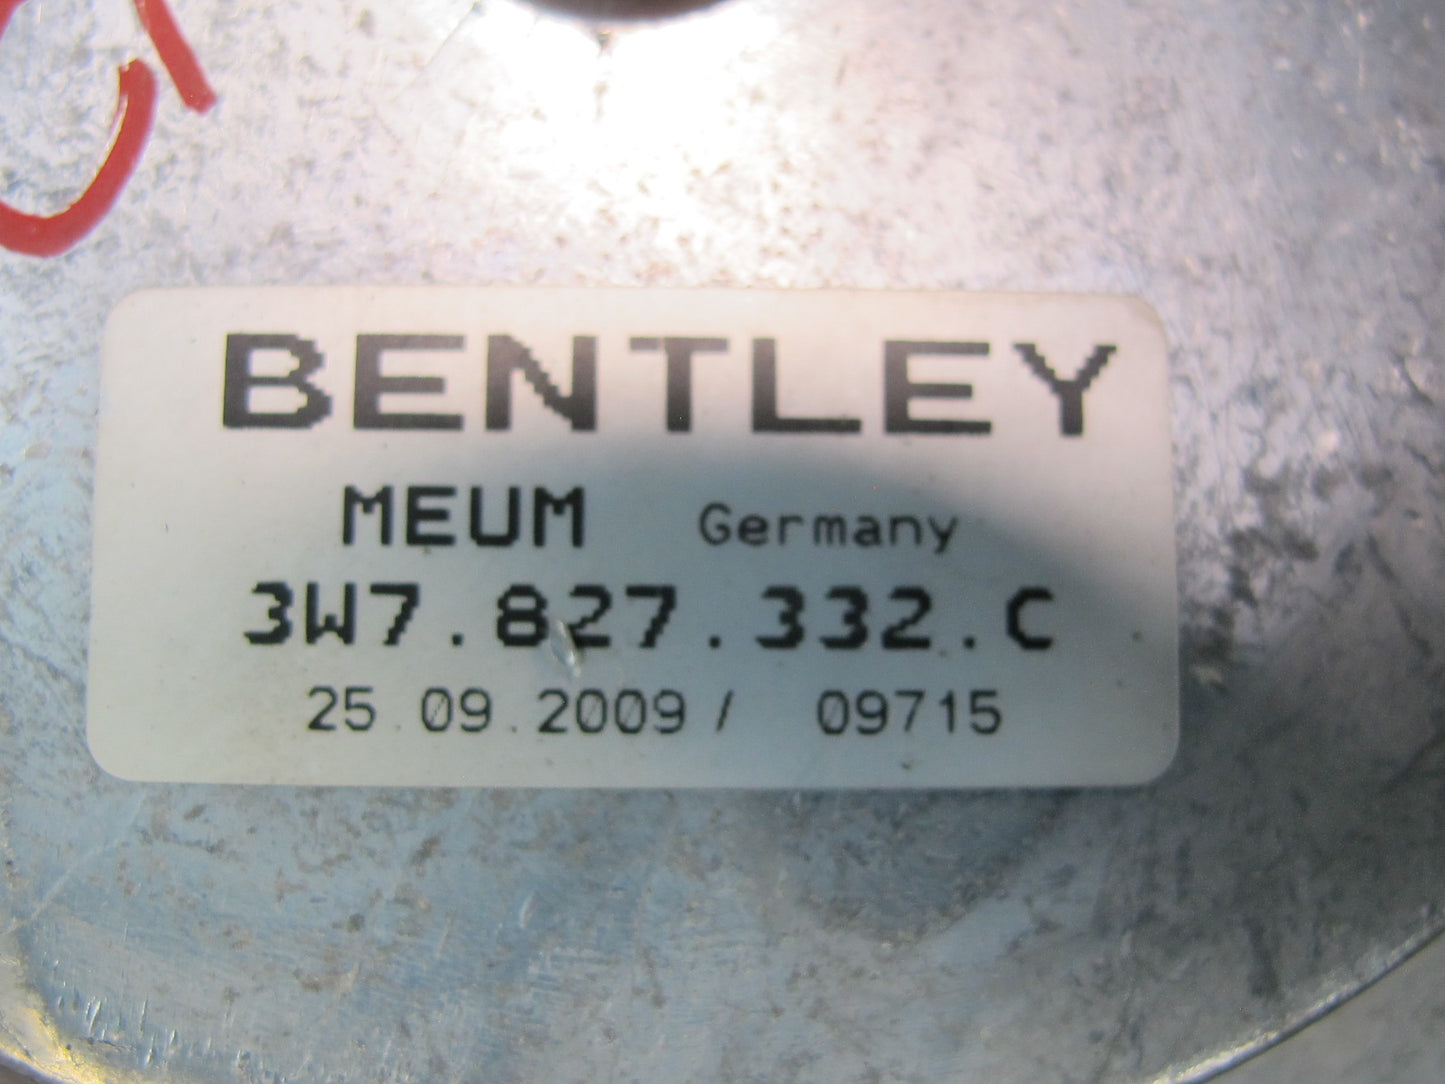 BENTLEY
MEUM Germany
3W7.827.332.C
25.09.2009/ 09715